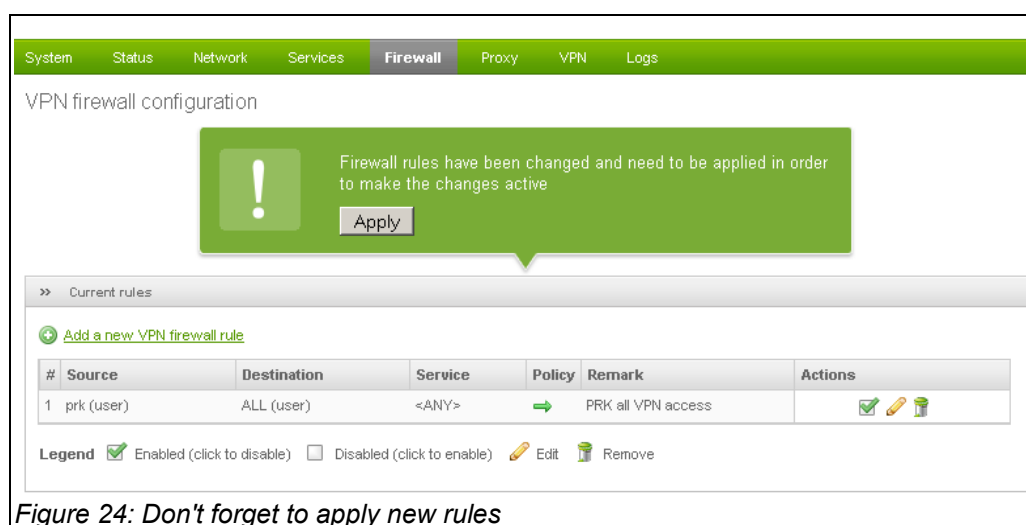 System Status Network Services Firewall Proxy VPN Logs
VPN firewall configuration
Firewall rules have been changed and need to be applied in order
to make the changes active
Apply
>> Current rules
Add a new VPN firewall rule
# Source Destination Service Policy Remark Actions
1 prk (user) ALL (user) <ANY> PRK all VPN access
Legend Enabled (click to disable) Disabled (click to enable) Edit Remove
Figure 24: Don't forget to apply new rules